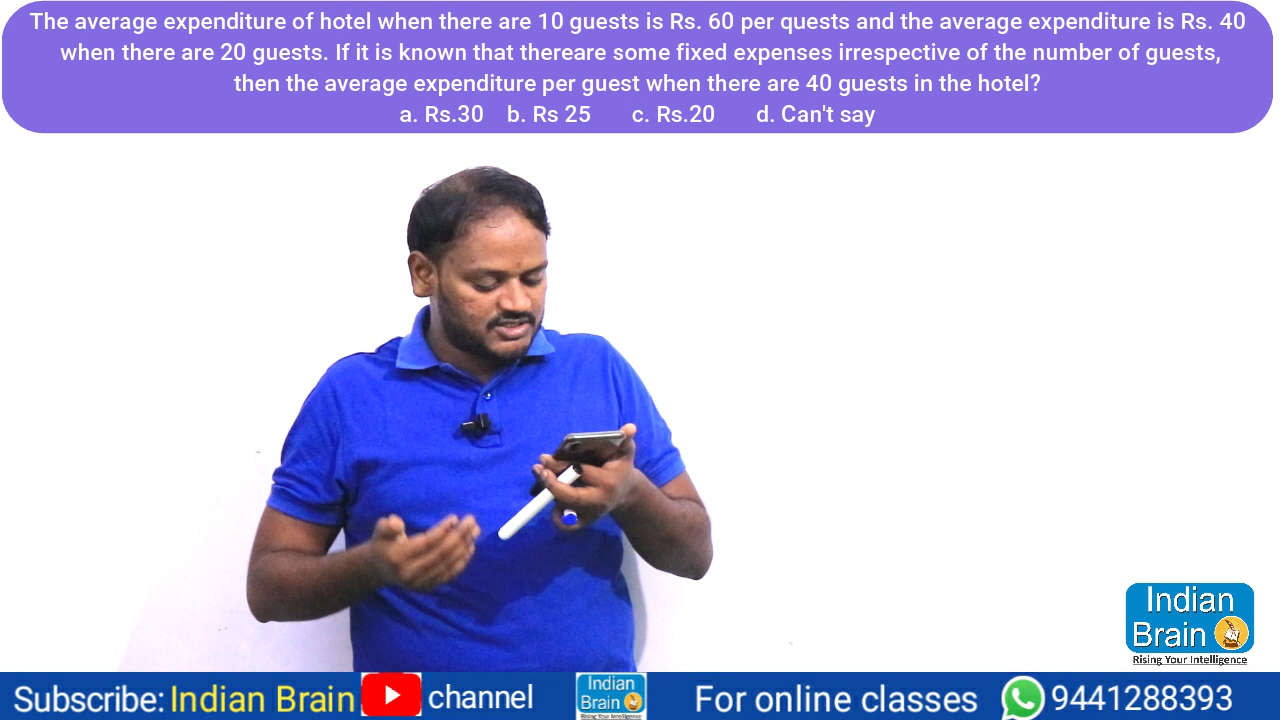 The average expenditure of hotel when there are 10 guests is Rs. 60 per quests and the average expenditure is Rs. 40
when there are 20 guests. If it is known that thereare some fixed expenses irrespective of the number of guests,
then the average expenditure per guest when there are 40 guests in the hotel?
a. Rs.30 b. Rs 25 c. Rs.20 d. Can't say
Indian
Brain
Rising Your Intelligence
Subscribe: Indian Brain channel
Indian
Brain
Rising Your Intelligence
For online classes 9441288393